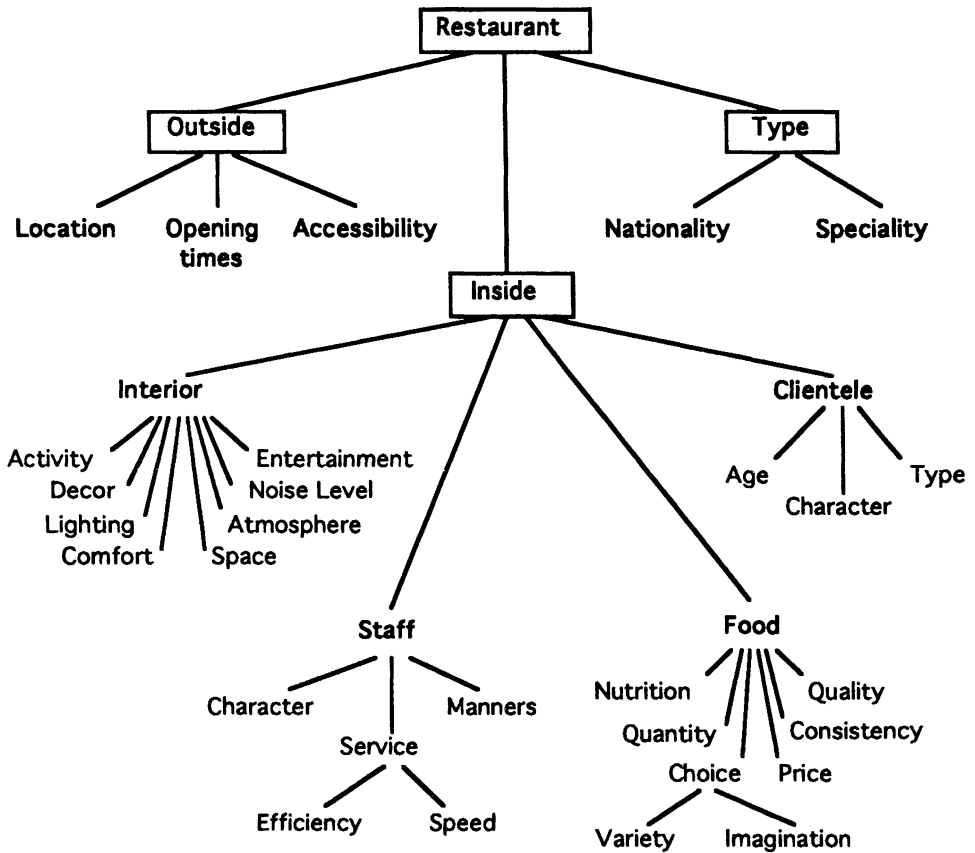 Restaurant
Outside
Type
Location
Opening
times
Accessibility
Nationality
Speciality
Inside
Interior
Clientele
Activity
Entertainment
Decor
Noise Level
Lighting
Atmosphere
Comfort
Space
Age
Character
Type
Staff
Food
Character
Manners
Service
Efficiency
Speed
Nutrition
Quality
Quantity
Consistency
Choice
Price
Variety
Imagination